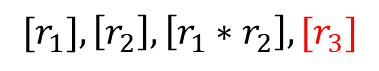 [r₁], [r₂], [r₁ * r₂], [r₃]